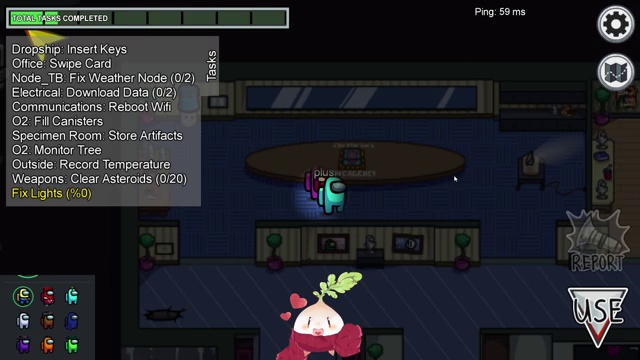 TOTAL TASKS COMPLETED
Ping: 59 ms
Tasks
Dropship: Insert Keys
Office: Swipe Card
Node_TB: Fix Weather Node (0/2)
Electrical: Download Data (0/2)
Communications: Reboot Wifi
O2: Fill Canisters
Specimen Room: Store Artifacts
O2: Monitor Tree
Outside: Record Temperature
Weapons: Clear Asteroids (0/20)
Fix Lights (%0)
plus
REPORT
USE